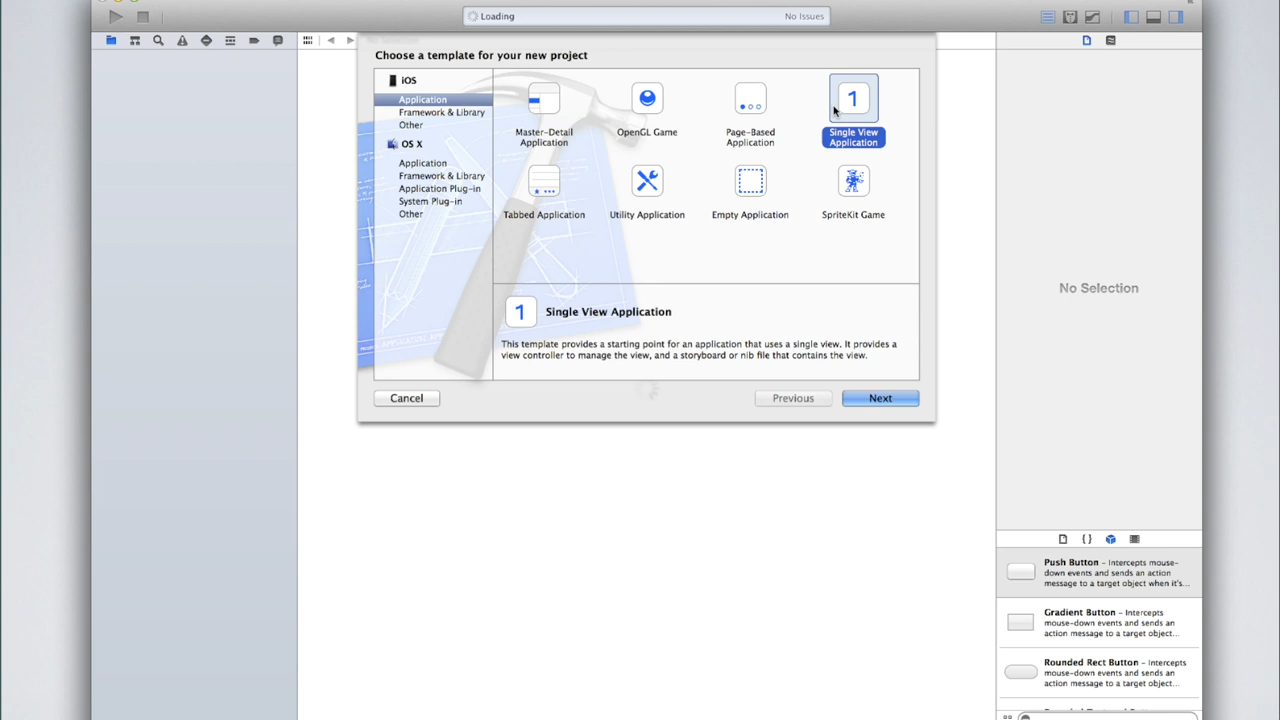 Loading
No Issues
Choose a template for your new project
iOS
Application
Framework & Library
Other
OS X
Application
Framework & Library
Application Plug-in
System Plug-in
Other
Master-Detail
Application
OpenGL Game
Page-Based
Application
1
Single View
Application
Tabbed Application
Utility Application
Empty Application
SpriteKit Game
1
Single View Application
This template provides a starting point for an application that uses a single view. It provides a
view controller to manage the view, and a storyboard or nib file that contains the view.
Cancel
Previous
Next
No Selection
{ }
Push Button - Intercepts mouse-
down events and sends an action
message to a target object when it's...
Gradient Button - Intercepts
mouse-down events and sends an
action message to a target object...
Rounded Rect Button - Intercepts
mouse-down events and sends an
action message to a target object...